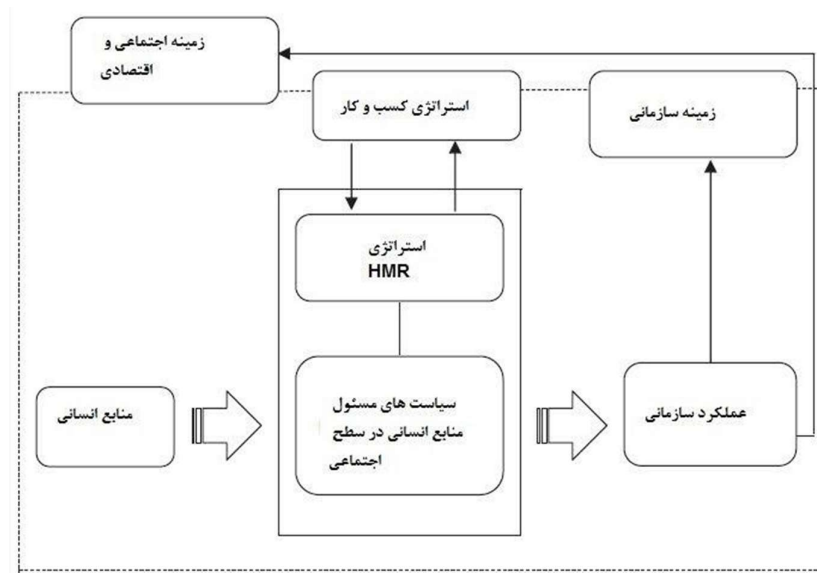 زمینه اجتماعی و
اقتصادی
استراتژی کسب و کار
زمینه سازمانی
استراتژی
HMR
منابع انسانی
سیاست های مسئول
منابع انسانی در سطح
اجتماعی
عملکرد سازمانی